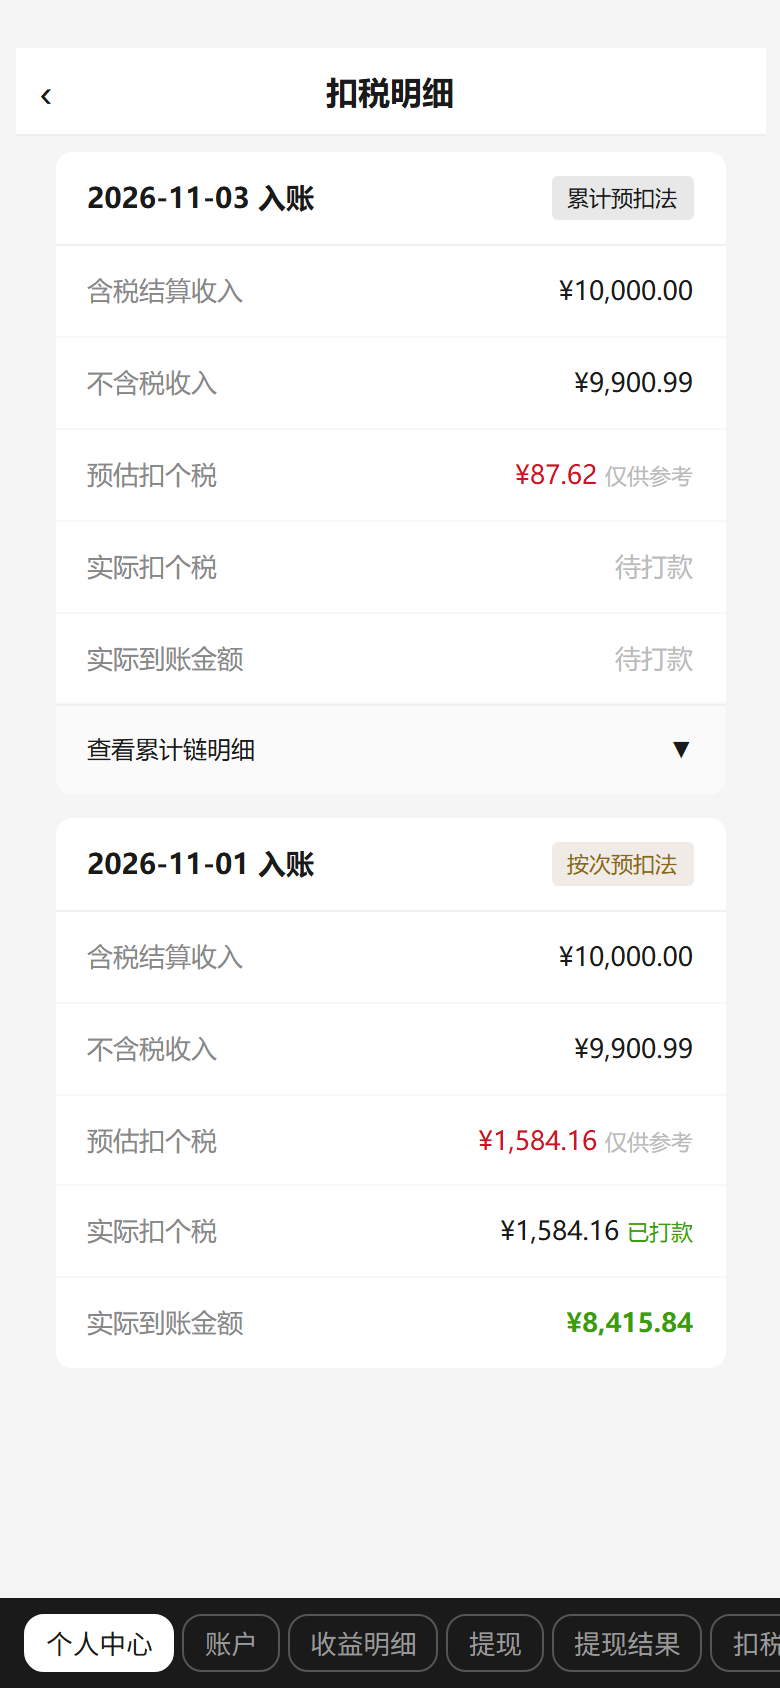 ‹ 扣税明细
2026-11-03 入账 累计预扣法
含税结算收入 ¥10,000.00
不含税收入 ¥9,900.99
预估扣个税 ¥87.62 仅供参考
实际扣个税 待打款
实际到账金额 待打款
查看累计链明细 ▼
2026-11-01 入账 按次预扣法
含税结算收入 ¥10,000.00
不含税收入 ¥9,900.99
预估扣个税 ¥1,584.16 仅供参考
实际扣个税 ¥1,584.16 已打款
实际到账金额 ¥8,415.84
个人中心 账户 收益明细 提现 提现结果 扣税